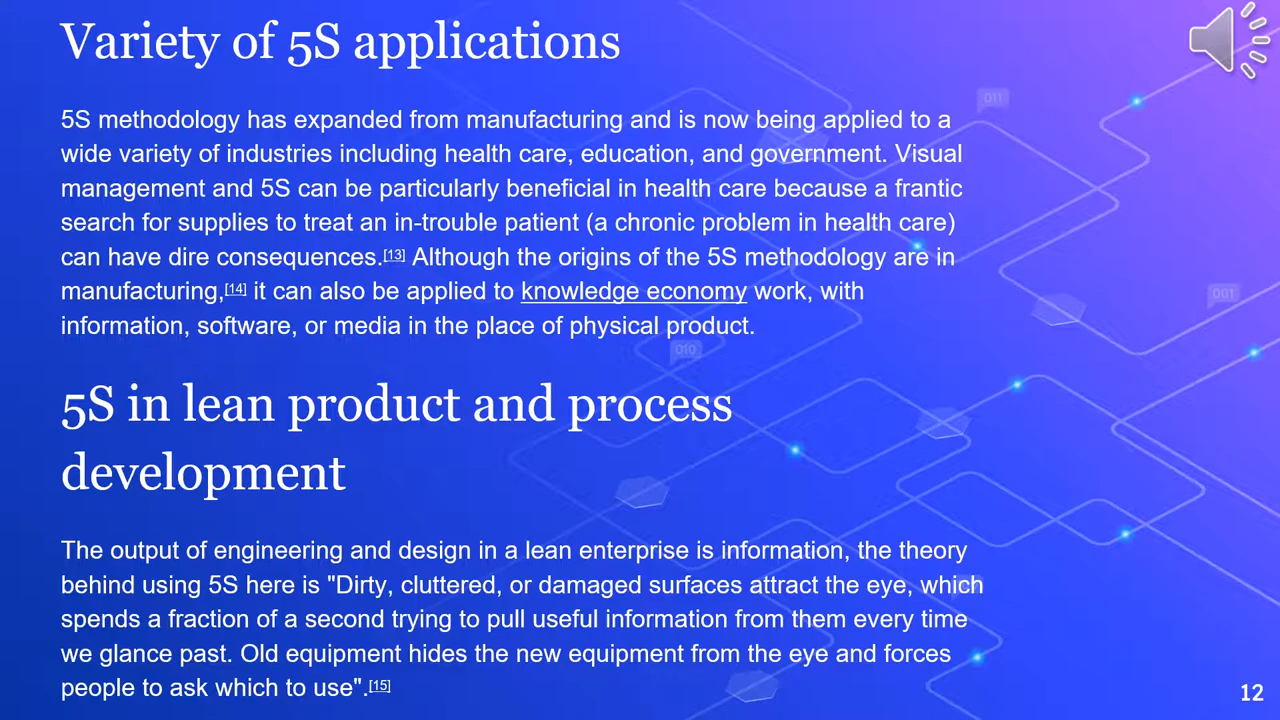 Variety of 5S applications
5S methodology has expanded from manufacturing and is now being applied to a
wide variety of industries including health care, education, and government. Visual
management and 5S can be particularly beneficial in health care because a frantic
search for supplies to treat an in-trouble patient (a chronic problem in health care)
can have dire consequences.[13] Although the origins of the 5S methodology are in
manufacturing,[14] it can also be applied to knowledge economy work, with
information, software, or media in the place of physical product.
5S in lean product and process
development
The output of engineering and design in a lean enterprise is information, the theory
behind using 5S here is "Dirty, cluttered, or damaged surfaces attract the eye, which
spends a fraction of a second trying to pull useful information from them every time
we glance past. Old equipment hides the new equipment from the eye and forces
people to ask which to use".[15]
011
001
010
12